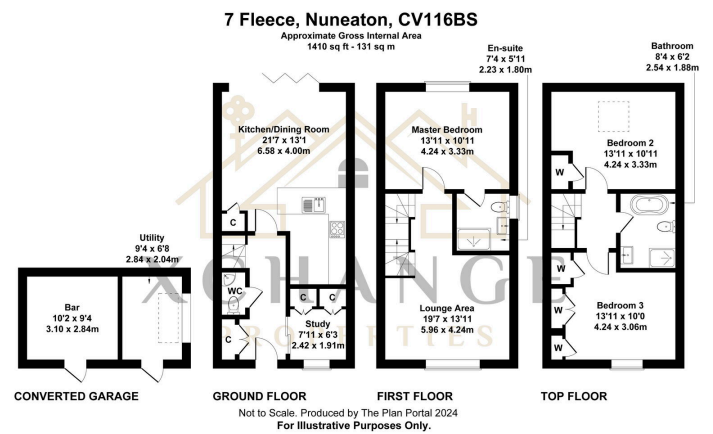 7 Fleece, Nuneaton, CV116BS
Approximate Gross Internal Area
1410 sq ft - 131 sq m
En-suite
7'4 x 5'11
2.23 x 1.80m
Bathroom
8'4 x 6'2
2.54 x 1.88m
Kitchen/Dining Room
21'7 x 13'1
6.58 x 4.00m
Master Bedroom
13'11 x 10'11
4.24 x 3.33m
Bedroom 2
13'11 x 10'11
4.24 x 3.33m
W
C
Utility
9'4 x 6'8
2.84 x 2.04m
XCHANGE
PROPERTIES
Bar
10'2 x 9'4
3.10 x 2.84m
WC
C
C
C
Study
7'11 x 6'3
2.42 x 1.91m
Lounge Area
19'7 x 13'11
5.96 x 4.24m
W
W
W
Bedroom 3
13'11 x 10'0
4.24 x 3.06m
CONVERTED GARAGE
GROUND FLOOR
FIRST FLOOR
TOP FLOOR
Not to Scale. Produced by The Plan Portal 2024
For Illustrative Purposes Only.